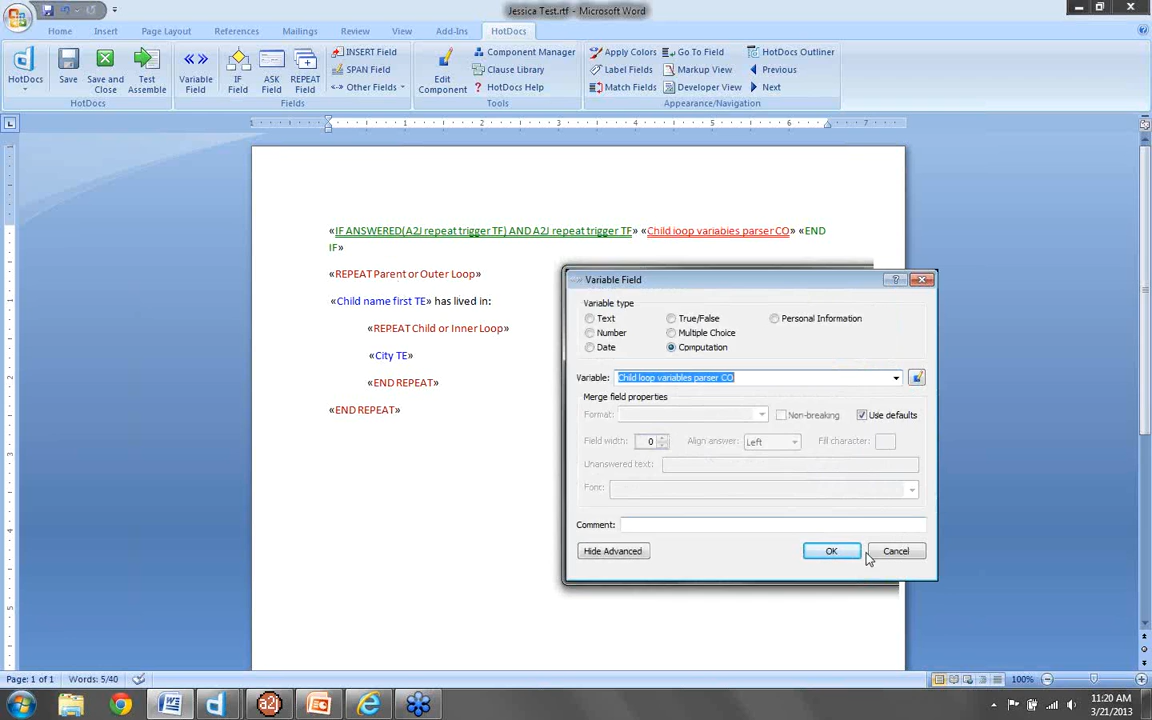 Jessica Test.rtf - Microsoft Word
Home Insert Page Layout References Mailings Review View Add-Ins HotDocs
HotDocs Save Save and Close Test Assemble Variable Field IF Field ASK Field REPEAT Field INSERT Field SPAN Field Other Fields Edit Component Component Manager Clause Library HotDocs Help Apply Colors Label Fields Match Fields Go To Field Markup View Developer View HotDocs Outliner Previous Next
HotDocs Fields Tools Appearance/Navigation
1 1 2 3 4 5 6 7
«IF ANSWERED(A2J repeat trigger TF) AND A2J repeat trigger TF» «Child loop variables parser CO» «END
IF»
«REPEAT Parent or Outer Loop»
«Child name first TE» has lived in:
«REPEAT Child or Inner Loop»
«City TE»
«END REPEAT»
«END REPEAT»
Variable Field
Variable type
Text True/False Personal Information
Number Multiple Choice
Date Computation
Variable: Child loop variables parser CO
Merge field properties
Format: Non-breaking Use defaults
Field width: 0 Align answer: Left Fill character:
Unanswered text:
Font:
Comment:
Hide Advanced OK Cancel
Page: 1 of 1 Words: 5/40 100%
11:20 AM
3/21/2013